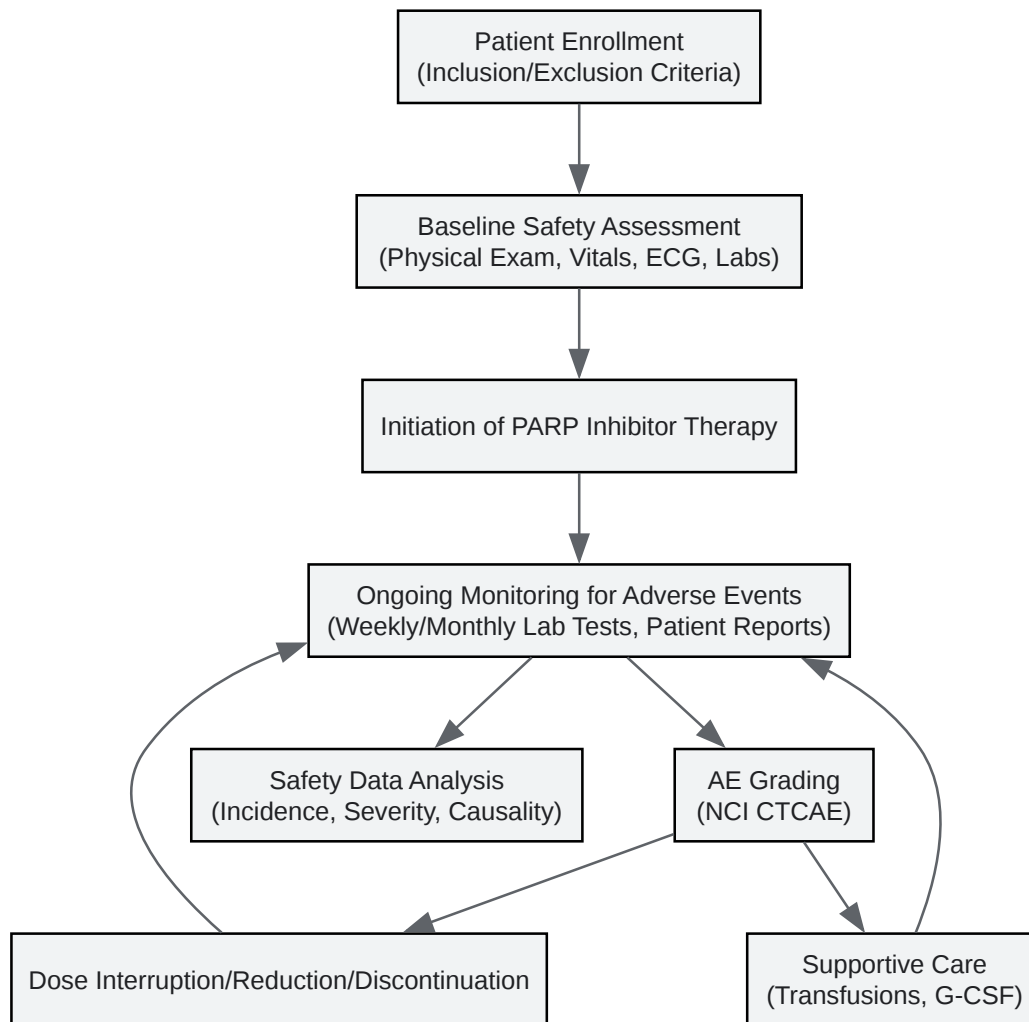 Patient Enrollment
(Inclusion/Exclusion Criteria)
Baseline Safety Assessment
(Physical Exam, Vitals, ECG, Labs)
Initiation of PARP Inhibitor Therapy
Ongoing Monitoring for Adverse Events
(Weekly/Monthly Lab Tests, Patient Reports)
Safety Data Analysis
(Incidence, Severity, Causality)
AE Grading
(NCI CTCAE)
Dose Interruption/Reduction/Discontinuation
Supportive Care
(Transfusions, G-CSF)